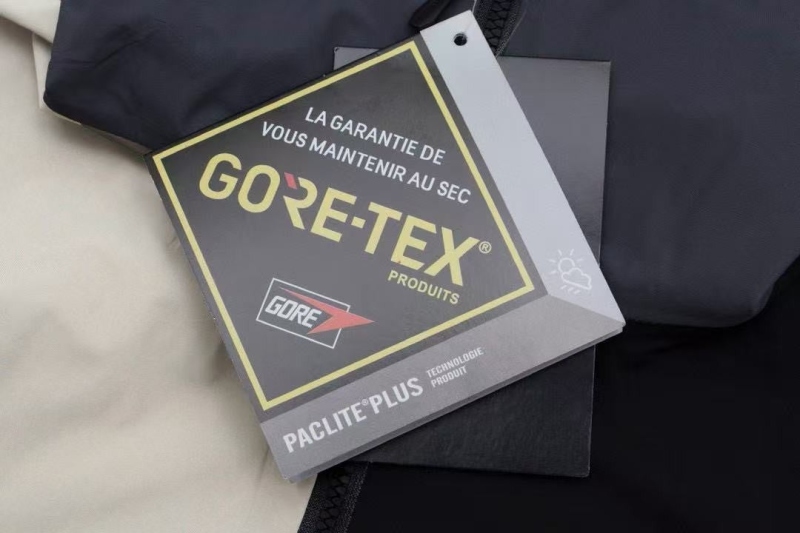 LA GARANTIE DE
VOUS MAINTENIR AU SEC
GORE-TEX®
PRODUITS
GORE
PACLITE®PLUS TECHNOLOGIE
PRODUIT